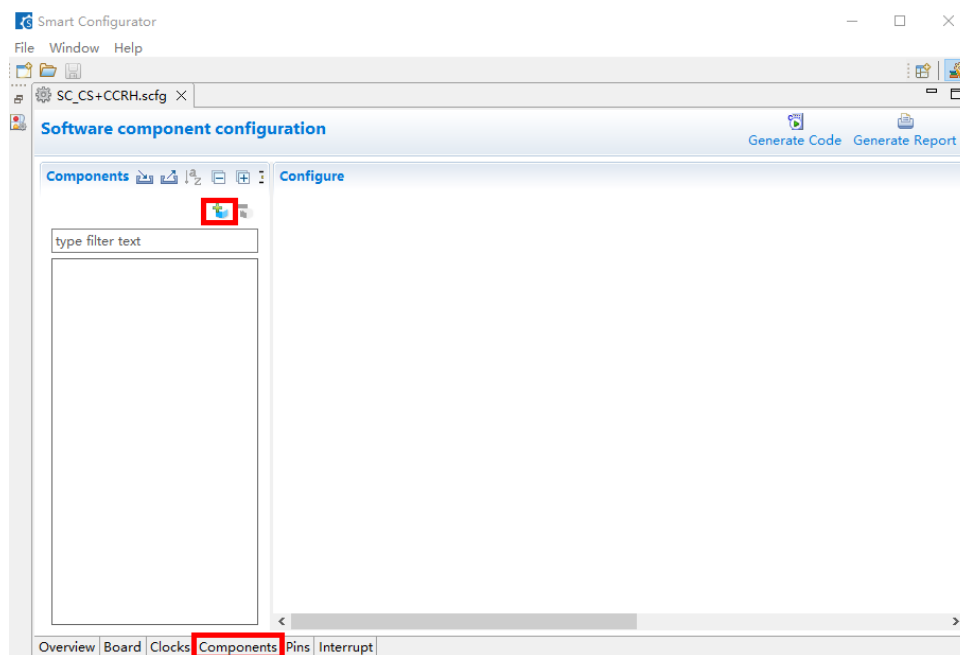 Smart Configurator
File Window Help
SC_CS+CCRH.scfg
Software component configuration
Generate Code Generate Report
Components
Configure
type filter text
Overview Board Clocks Components Pins Interrupt